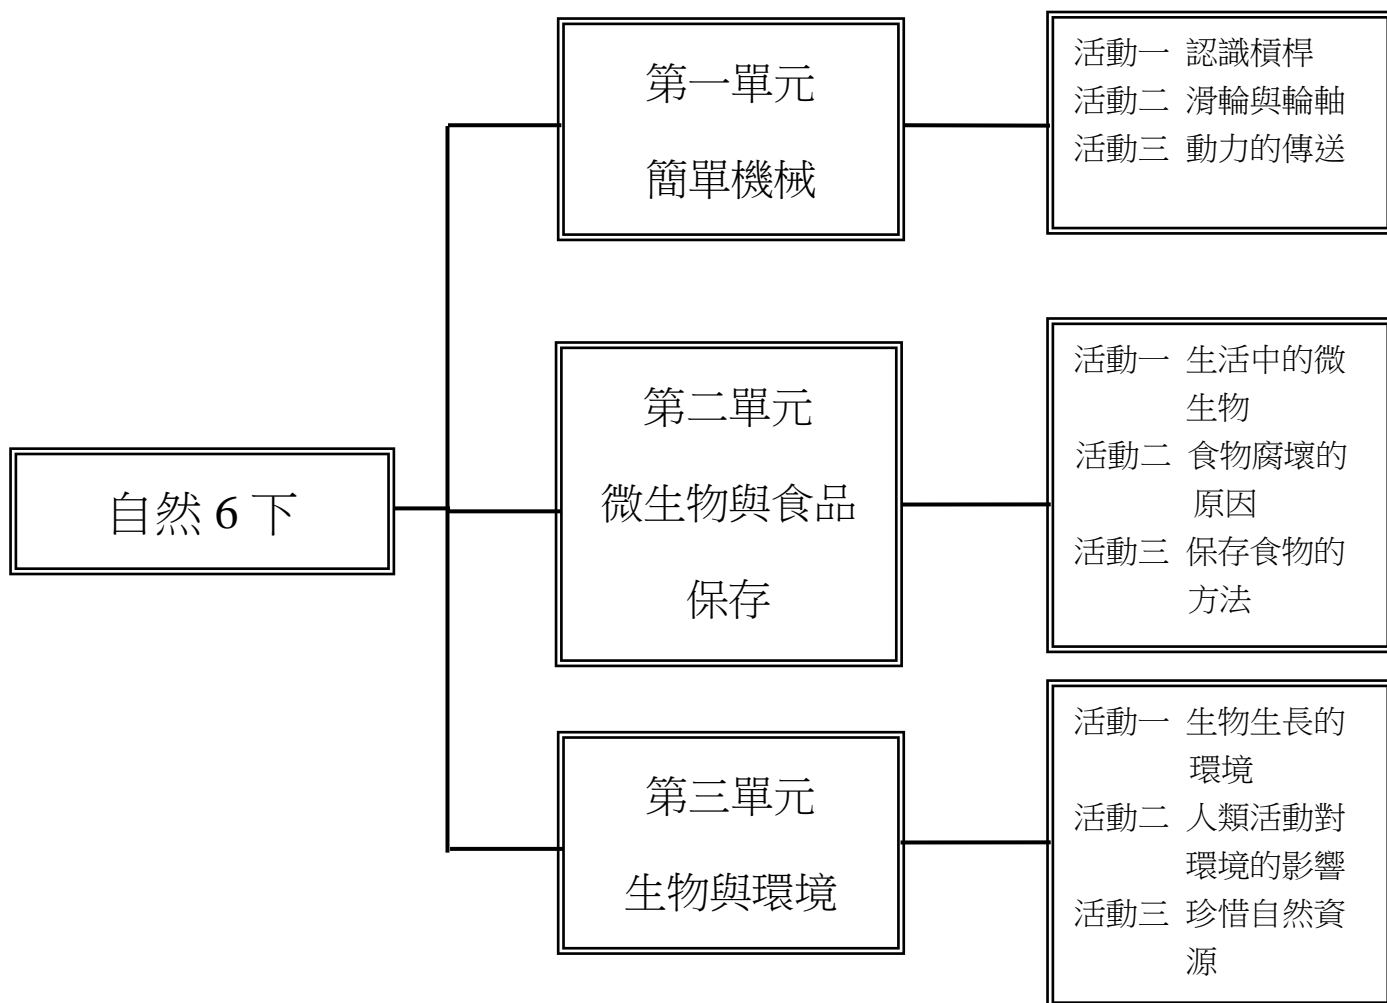 自然 6 下
第一單元
簡單機械
活動一 認識槓桿
活動二 滑輪與輪軸
活動三 動力的傳送
第二單元
微生物與食品
保存
活動一 生活中的微
生物
活動二 食物腐壞的
原因
活動三 保存食物的
方法
第三單元
生物與環境
活動一 生物生長的
環境
活動二 人類活動對
環境的影響
活動三 珍惜自然資
源